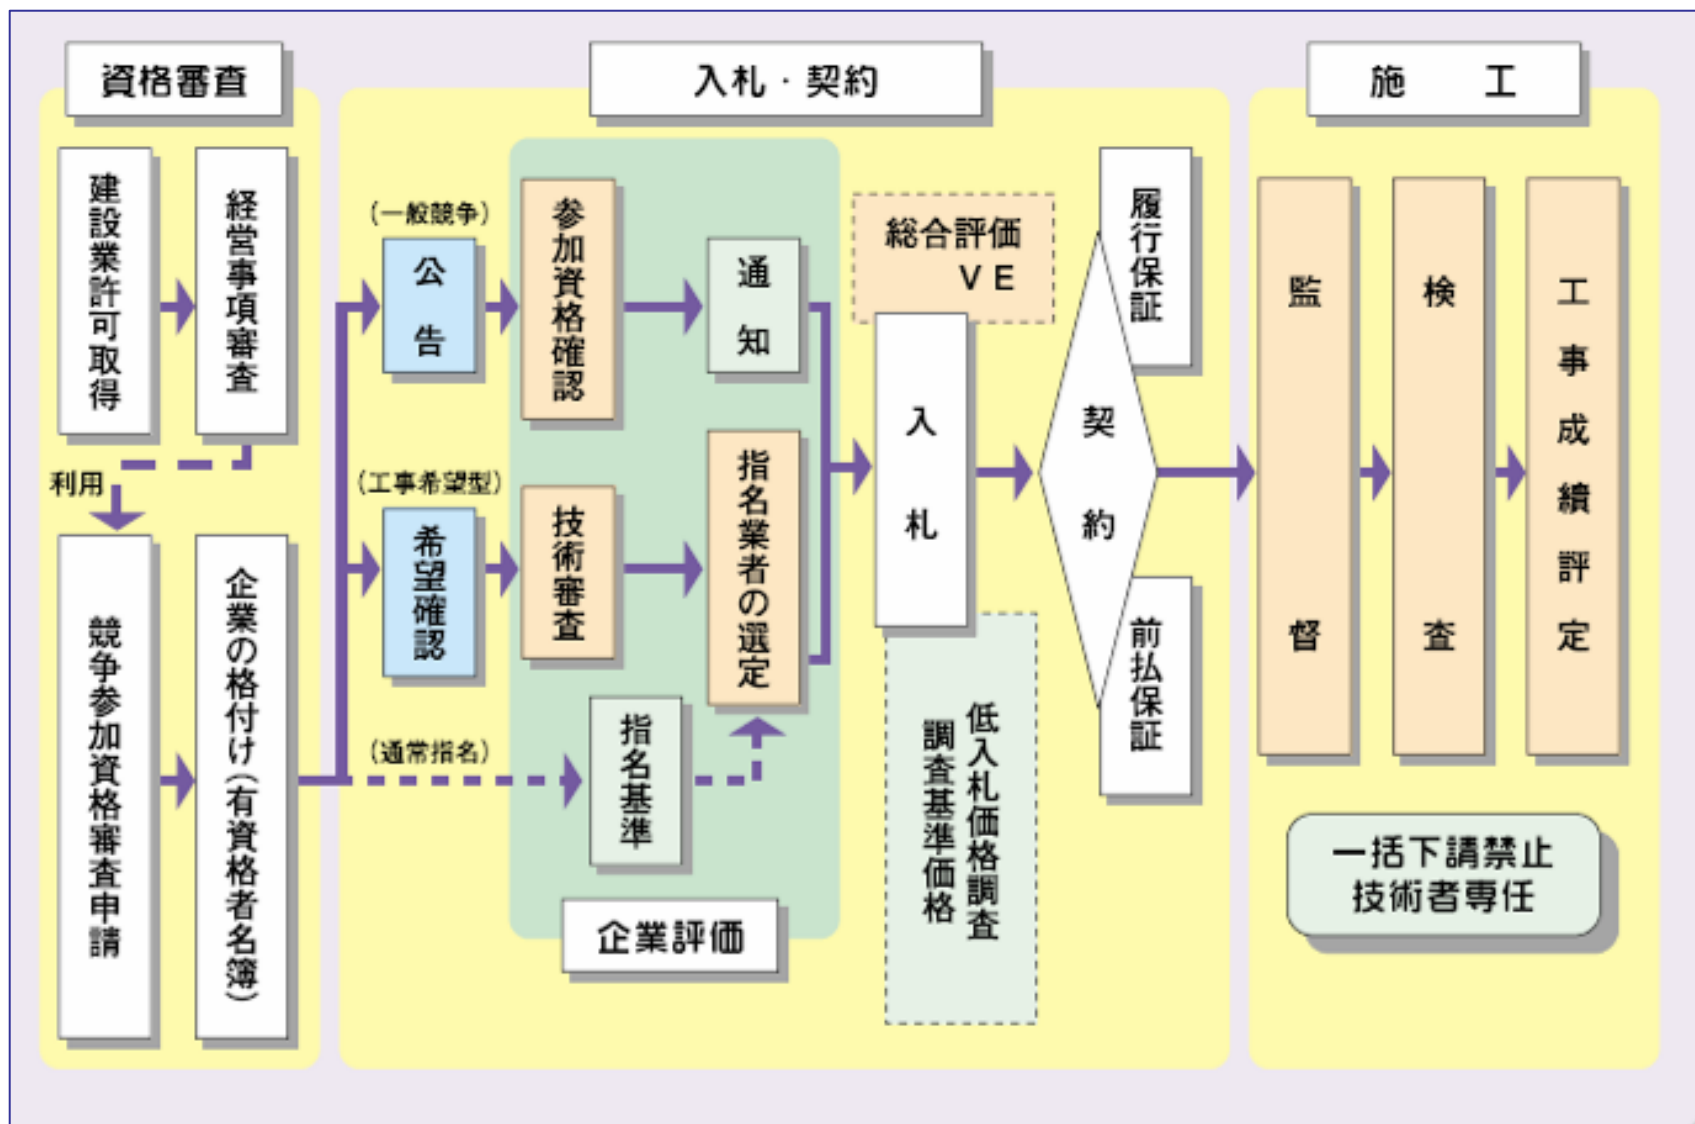 資格審査
建設業許可取得
経営事項審査
利用
競争参加資格審査申請
企業の格付け(有資格者名簿)
入札・契約
(一般競争)
公告
参加資格確認
通知
(工事希望型)
希望確認
技術審査
指名業者の選定
(通常指名)
指名基準
企業評価
総合評価
VE
入札
低入札価格調査
調査基準価格
履行保証
契約
前払保証
施工
監督
検査
工事成績評定
一括下請禁止
技術者専任